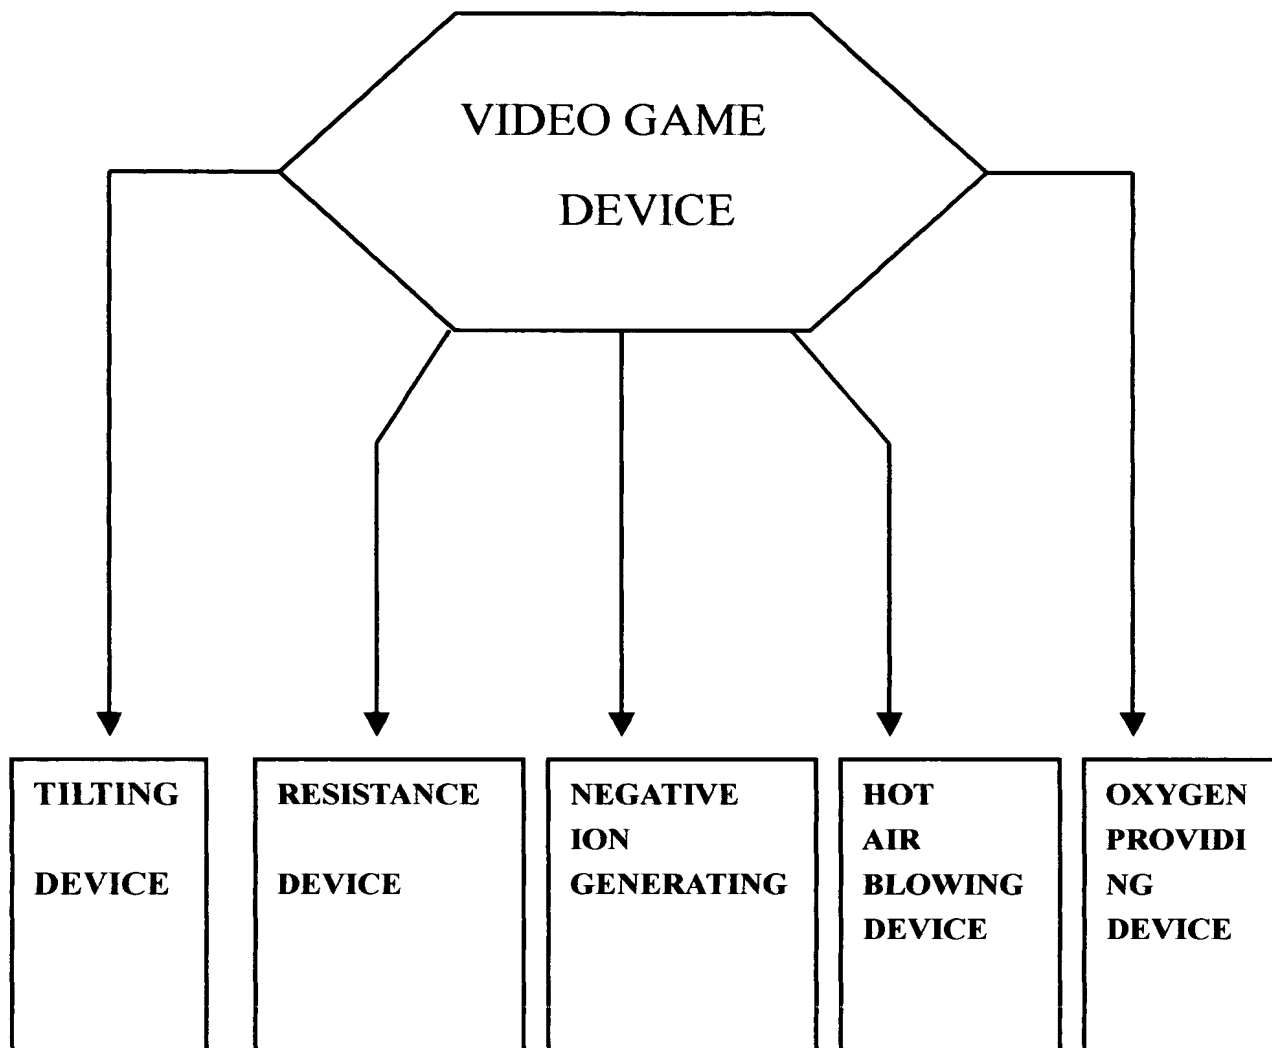 VIDEO GAME
DEVICE
TILTING
DEVICE
RESISTANCE
DEVICE
NEGATIVE
ION
GENERATING
HOT
AIR
BLOWING
DEVICE
OXYGEN
PROVIDI
NG
DEVICE